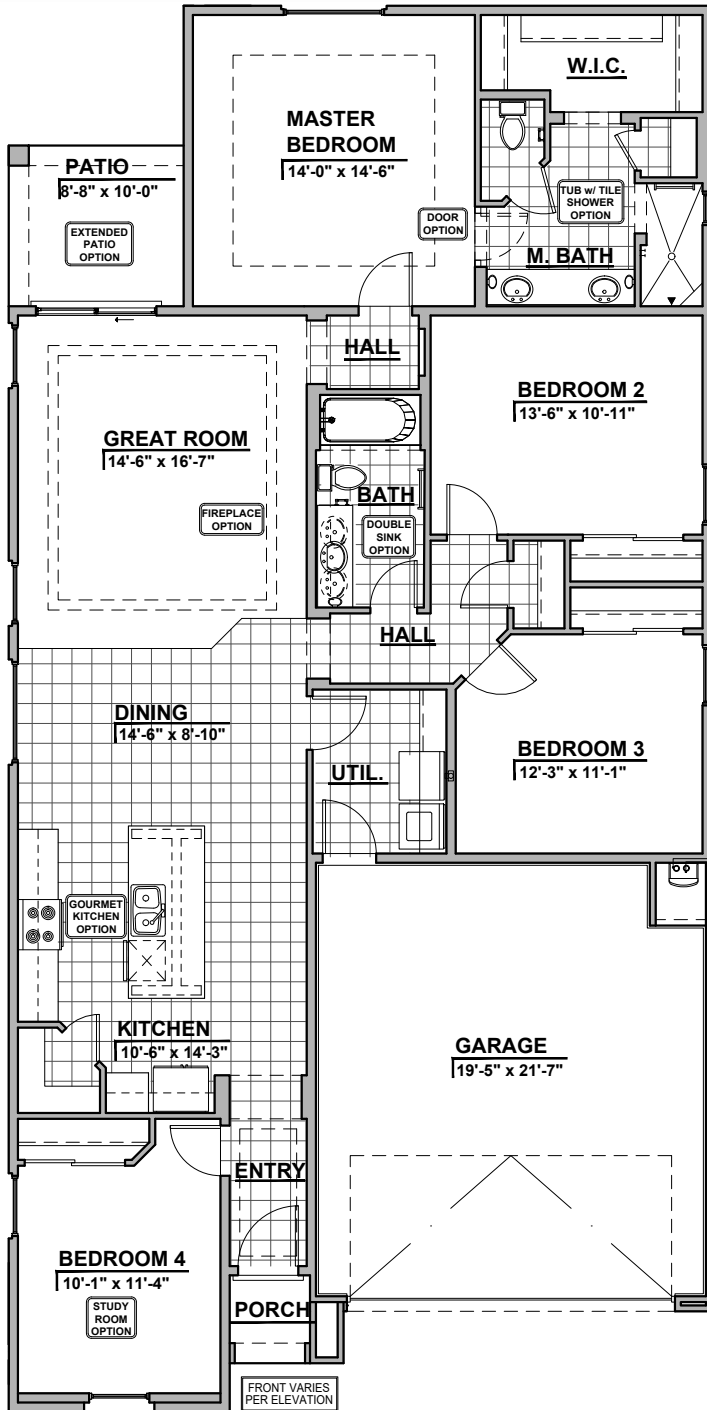 W.I.C.
MASTER
BEDROOM
14'-0" x 14'-6"
PATIO
8'-8" x 10'-0"
EXTENDED
PATIO
OPTION
DOOR
OPTION
TUB w/ TILE
SHOWER
OPTION
M. BATH
HALL
BEDROOM 2
13'-6" x 10'-11"
GREAT ROOM
14'-6" x 16'-7"
FIREPLACE
OPTION
BATH
DOUBLE
SINK
OPTION
HALL
DINING
14'-6" x 8'-10"
UTIL.
BEDROOM 3
12'-3" x 11'-1"
GOURMET
KITCHEN
OPTION
KITCHEN
10'-6" x 14'-3"
GARAGE
19'-5" x 21'-7"
ENTRY
BEDROOM 4
10'-1" x 11'-4"
STUDY
ROOM
OPTION
PORCH
FRONT VARIES
PER ELEVATION